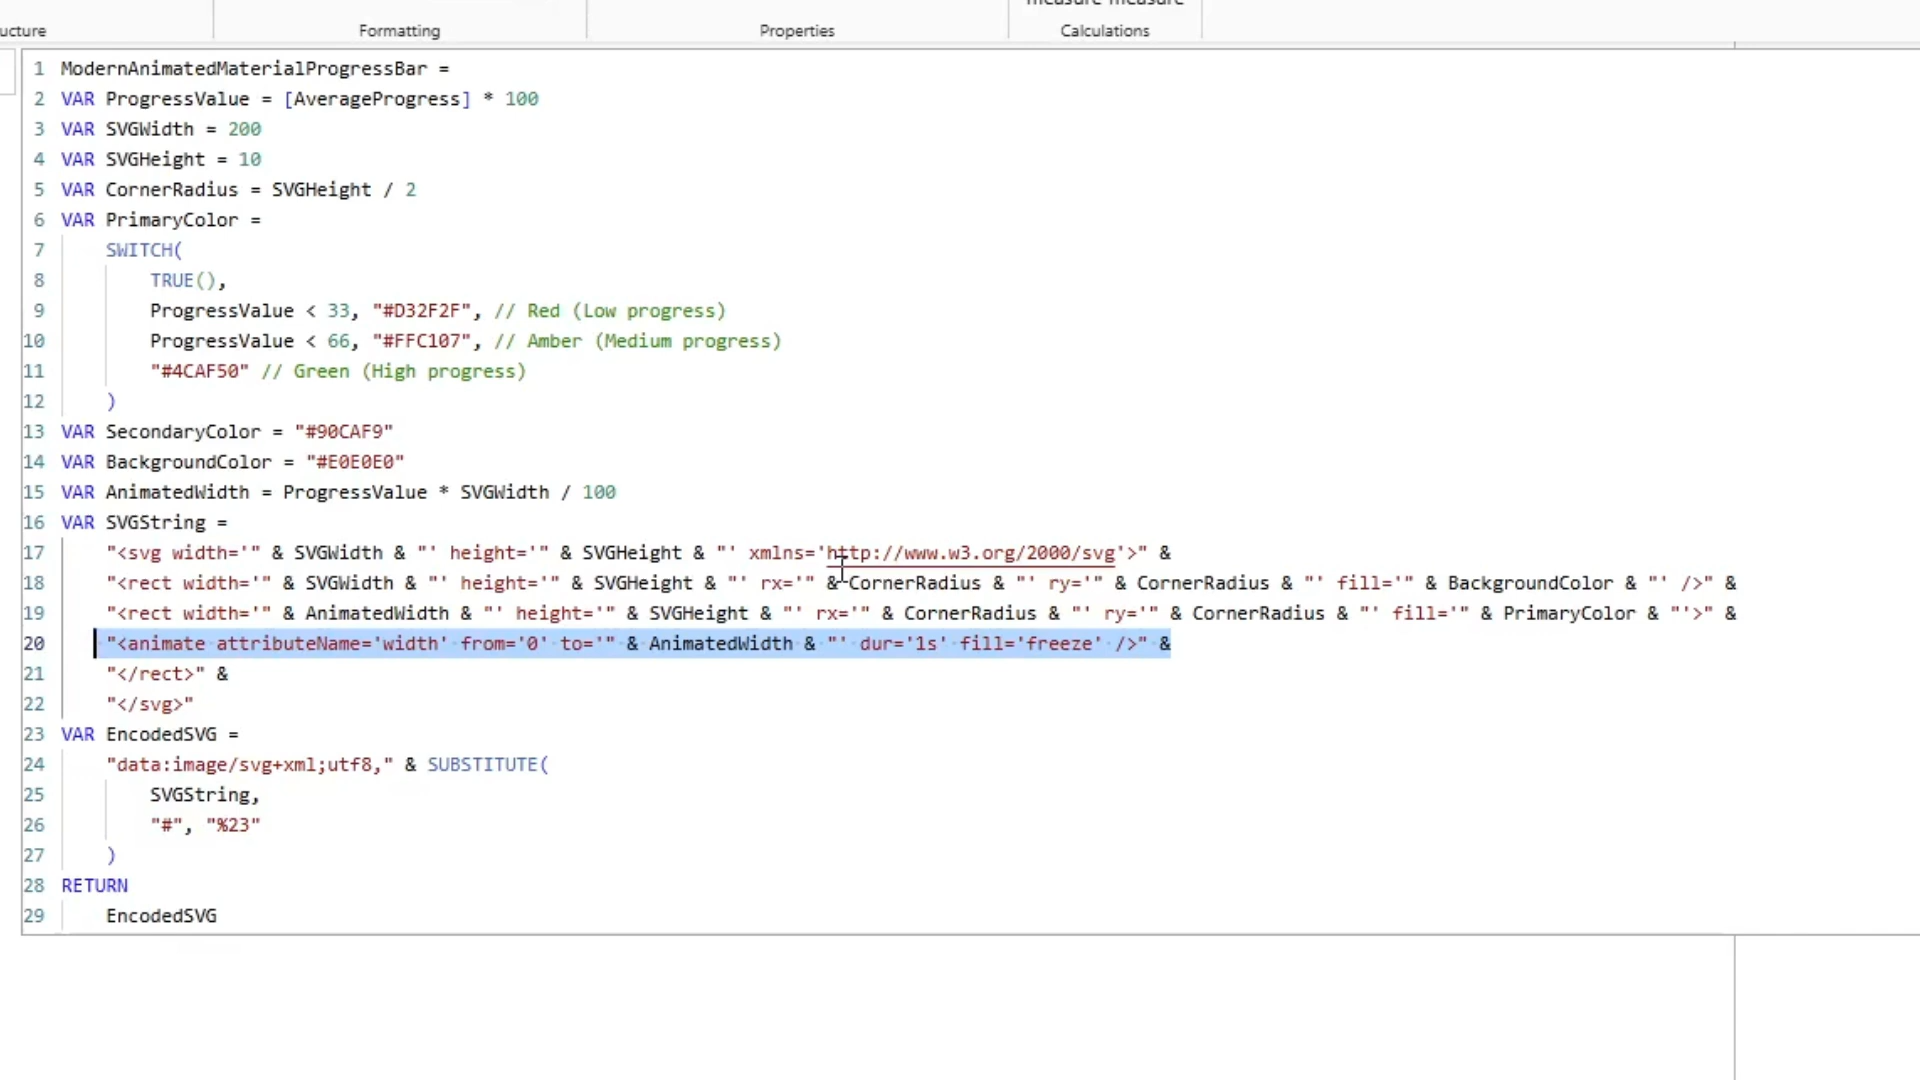 measure measure
ucture
Formatting
Properties
Calculations
1 ModernAnimatedMaterialProgressBar =
2 VAR ProgressValue = [AverageProgress] * 100
3 VAR SVGWidth = 200
4 VAR SVGHeight = 10
5 VAR CornerRadius = SVGHeight / 2
6 VAR PrimaryColor =
7 SWITCH(
8 TRUE(),
9 ProgressValue < 33, "#D32F2F", // Red (Low progress)
10 ProgressValue < 66, "#FFC107", // Amber (Medium progress)
11 "#4CAF50" // Green (High progress)
12 )
13 VAR SecondaryColor = "#90CAF9"
14 VAR BackgroundColor = "#E0E0E0"
15 VAR AnimatedWidth = ProgressValue * SVGWidth / 100
16 VAR SVGString =
17 "<svg width='" & SVGWidth & "' height='" & SVGHeight & "' xmlns='http://www.w3.org/2000/svg'>" &
18 "<rect width='" & SVGWidth & "' height='" & SVGHeight & "' rx='" & CornerRadius & "' ry='" & CornerRadius & "' fill='" & BackgroundColor & "' />" &
19 "<rect width='" & AnimatedWidth & "' height='" & SVGHeight & "' rx='" & CornerRadius & "' ry='" & CornerRadius & "' fill='" & PrimaryColor & "'>" &
20 "<animate attributeName='width' from='0' to='" & AnimatedWidth & "' dur='1s' fill='freeze' />" &
21 "</rect>" &
22 "</svg>"
23 VAR EncodedSVG =
24 "data:image/svg+xml;utf8," & SUBSTITUTE(
25 SVGString,
26 "#", "%23"
27 )
28 RETURN
29 EncodedSVG